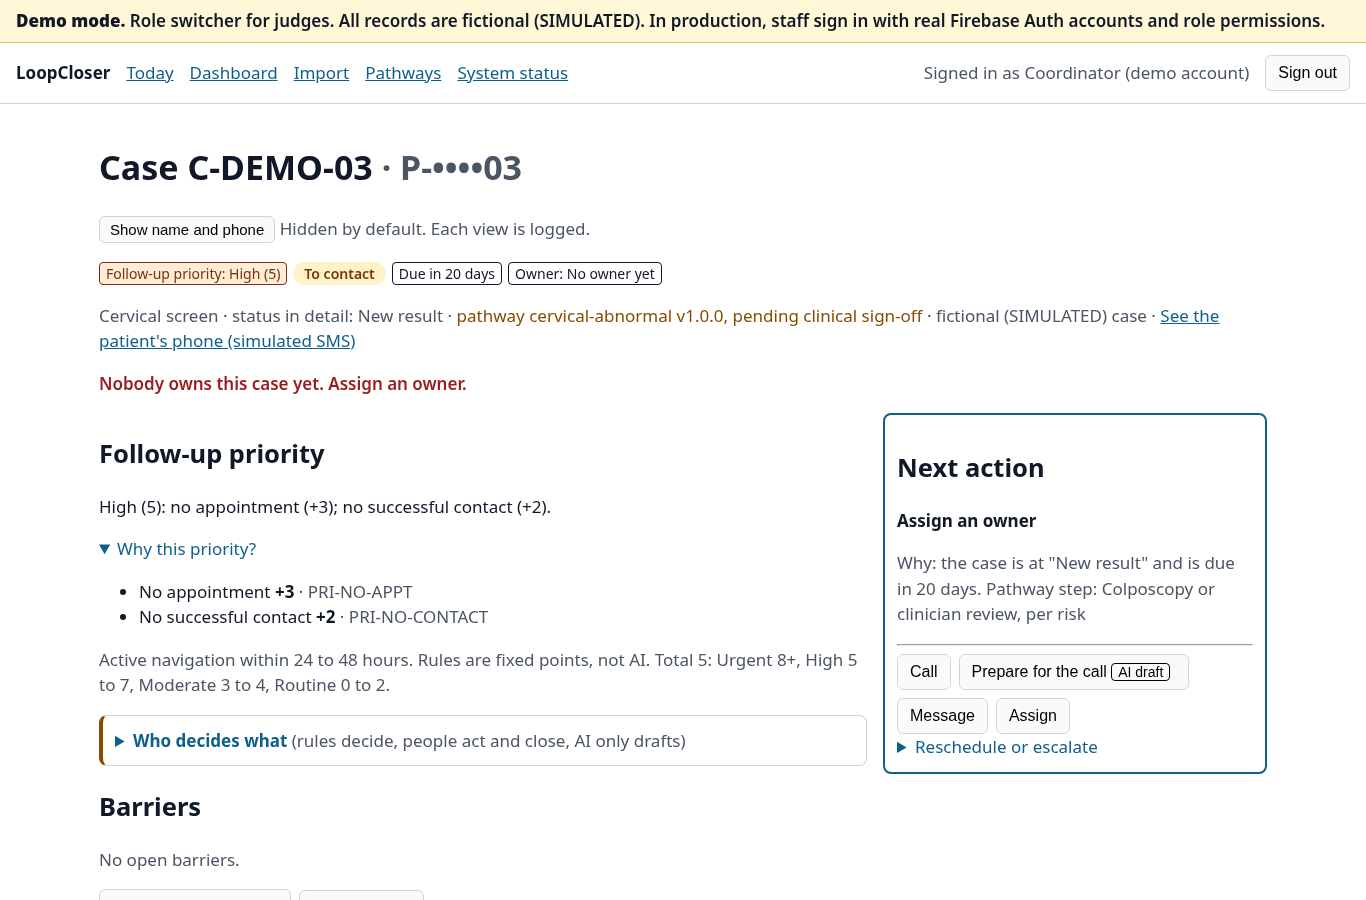 Demo mode. Role switcher for judges. All records are fictional (SIMULATED). In production, staff sign in with real Firebase Auth accounts and role permissions.
LoopCloser Today Dashboard Import Pathways System status Signed in as Coordinator (demo account) Sign out
Case C-DEMO-03 · P-••••03
Show name and phone Hidden by default. Each view is logged.
Follow-up priority: High (5) To contact Due in 20 days Owner: No owner yet
Cervical screen · status in detail: New result · pathway cervical-abnormal v1.0.0, pending clinical sign-off · fictional (SIMULATED) case · See the
patient's phone (simulated SMS)
Nobody owns this case yet. Assign an owner.
Follow-up priority
High (5): no appointment (+3); no successful contact (+2).
▼ Why this priority?
• No appointment +3 · PRI-NO-APPT
• No successful contact +2 · PRI-NO-CONTACT
Active navigation within 24 to 48 hours. Rules are fixed points, not AI. Total 5: Urgent 8+, High 5
to 7, Moderate 3 to 4, Routine 0 to 2.
▶ Who decides what (rules decide, people act and close, AI only drafts)
Barriers
No open barriers.
Next action
Assign an owner
Why: the case is at "New result" and is due
in 20 days. Pathway step: Colposcopy or
clinician review, per risk
Call Prepare for the call AI draft
Message Assign
▶ Reschedule or escalate